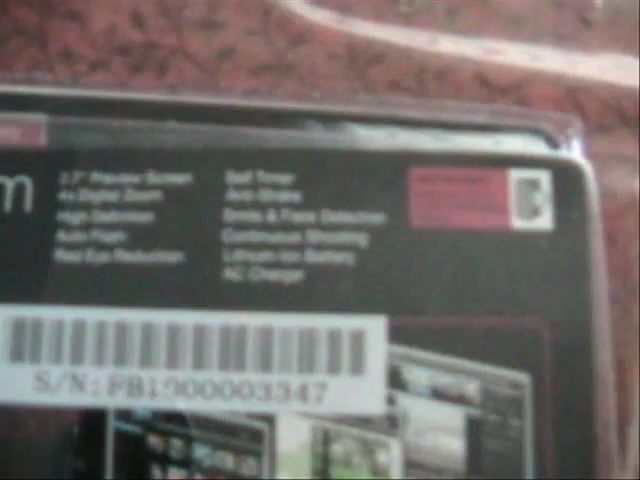 m
2.7" Preview Screen
4x Digital Zoom
High Definition
Auto Flash
Red Eye Reduction
Self Timer
Anti-Shake
Smile & Face Detection
Continuous Shooting
Lithium Ion Battery
AC Charger
S/N:PB1900003347